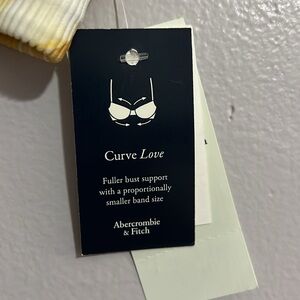 Curve Love
Fuller bust support
with a proportionally
smaller band size
Abercrombie
& Fitch